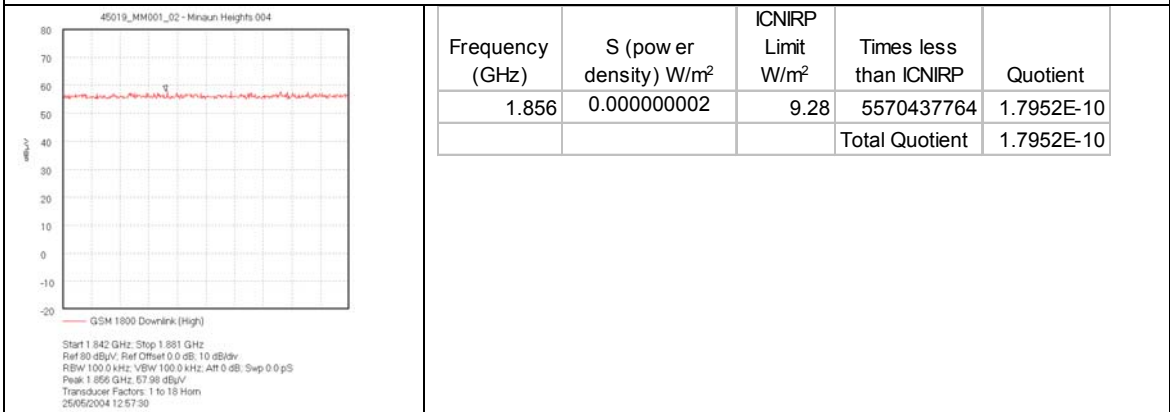 45019_MM001_02 - Minaun Heights 004
80
70
60
50
40
30
20
10
0
-10
-20
dBµV
GSM 1800 Downlink (High)
Start 1.842 GHz; Stop 1.881 GHz
Ref 80 dBµV; Ref Offset 0.0 dB; 10 dB/div
RBW 100.0 kHz; VBW 100.0 kHz; Att 0 dB; Swp 0.0 pS
Peak 1.856 GHz, 57.98 dBµV
Transducer Factors: 1 to 18 Horn
25/05/2004 12:57:30
Frequency (GHz) S (pow er density) W/m² ICNIRP Limit W/m² Times less than ICNIRP Quotient
1.856 0.000000002 9.28 5570437764 1.7952E-10
Total Quotient 1.7952E-10